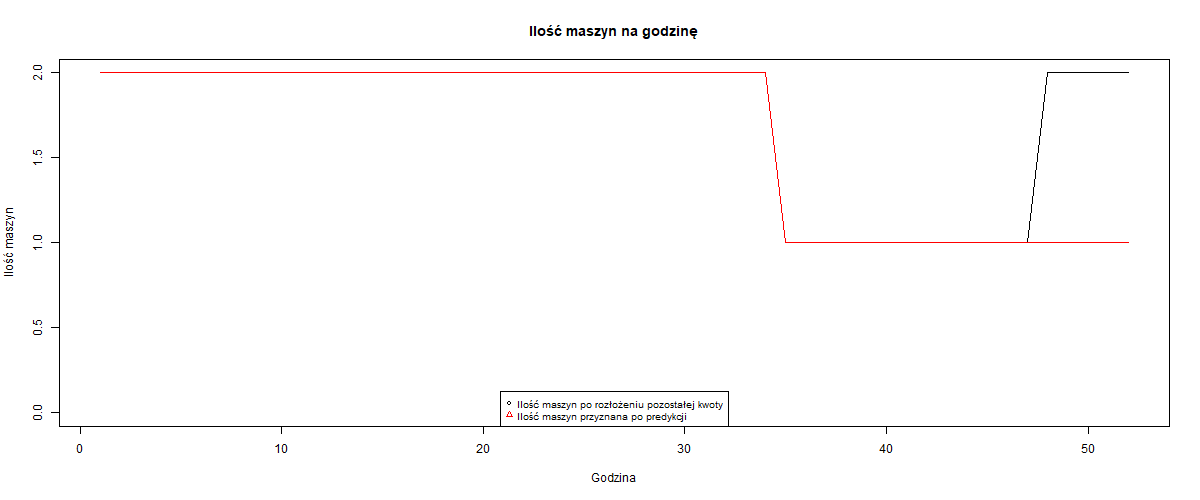 Ilość maszyn na godzinę
Ilość maszyn
2.0
1.5
1.0
0.5
0.0
Ilość maszyn po rozłożeniu pozostałej kwoty
Ilość maszyn przyznana po predykcji
0 10 20 30 40 50
Godzina